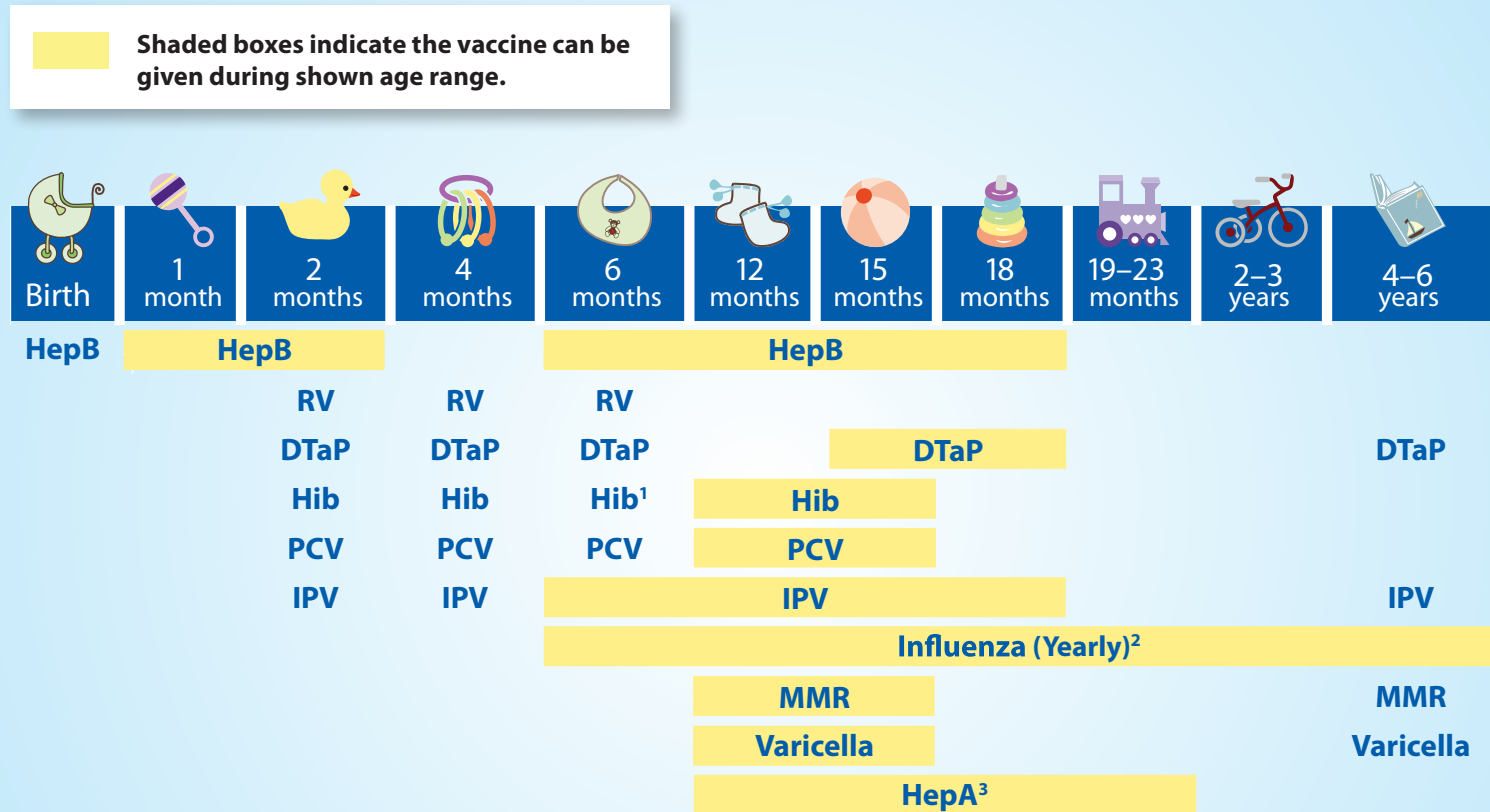 Shaded boxes indicate the vaccine can be
given during shown age range.
Birth
1
month
2
months
4
months
6
months
12
months
15
months
18
months
19–23
months
2–3
years
4–6
years
HepB HepB HepB
RV RV RV
DTaP DTaP DTaP DTaP DTaP
Hib Hib Hib¹ Hib
PCV PCV PCV PCV
IPV IPV IPV IPV
Influenza (Yearly)²
MMR MMR
Varicella Varicella
HepA³